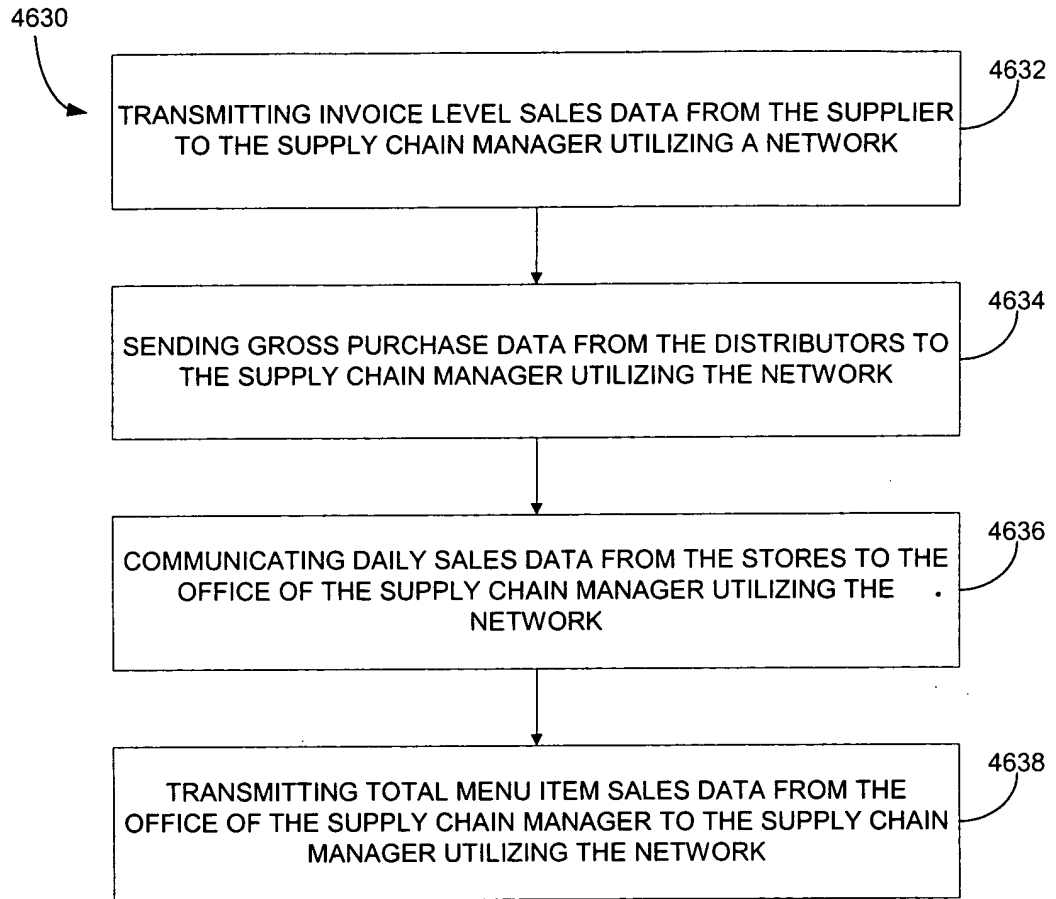 4630
4632
TRANSMITTING INVOICE LEVEL SALES DATA FROM THE SUPPLIER
TO THE SUPPLY CHAIN MANAGER UTILIZING A NETWORK
4634
SENDING GROSS PURCHASE DATA FROM THE DISTRIBUTORS TO
THE SUPPLY CHAIN MANAGER UTILIZING THE NETWORK
4636
COMMUNICATING DAILY SALES DATA FROM THE STORES TO THE
OFFICE OF THE SUPPLY CHAIN MANAGER UTILIZING THE
NETWORK
4638
TRANSMITTING TOTAL MENU ITEM SALES DATA FROM THE
OFFICE OF THE SUPPLY CHAIN MANAGER TO THE SUPPLY CHAIN
MANAGER UTILIZING THE NETWORK